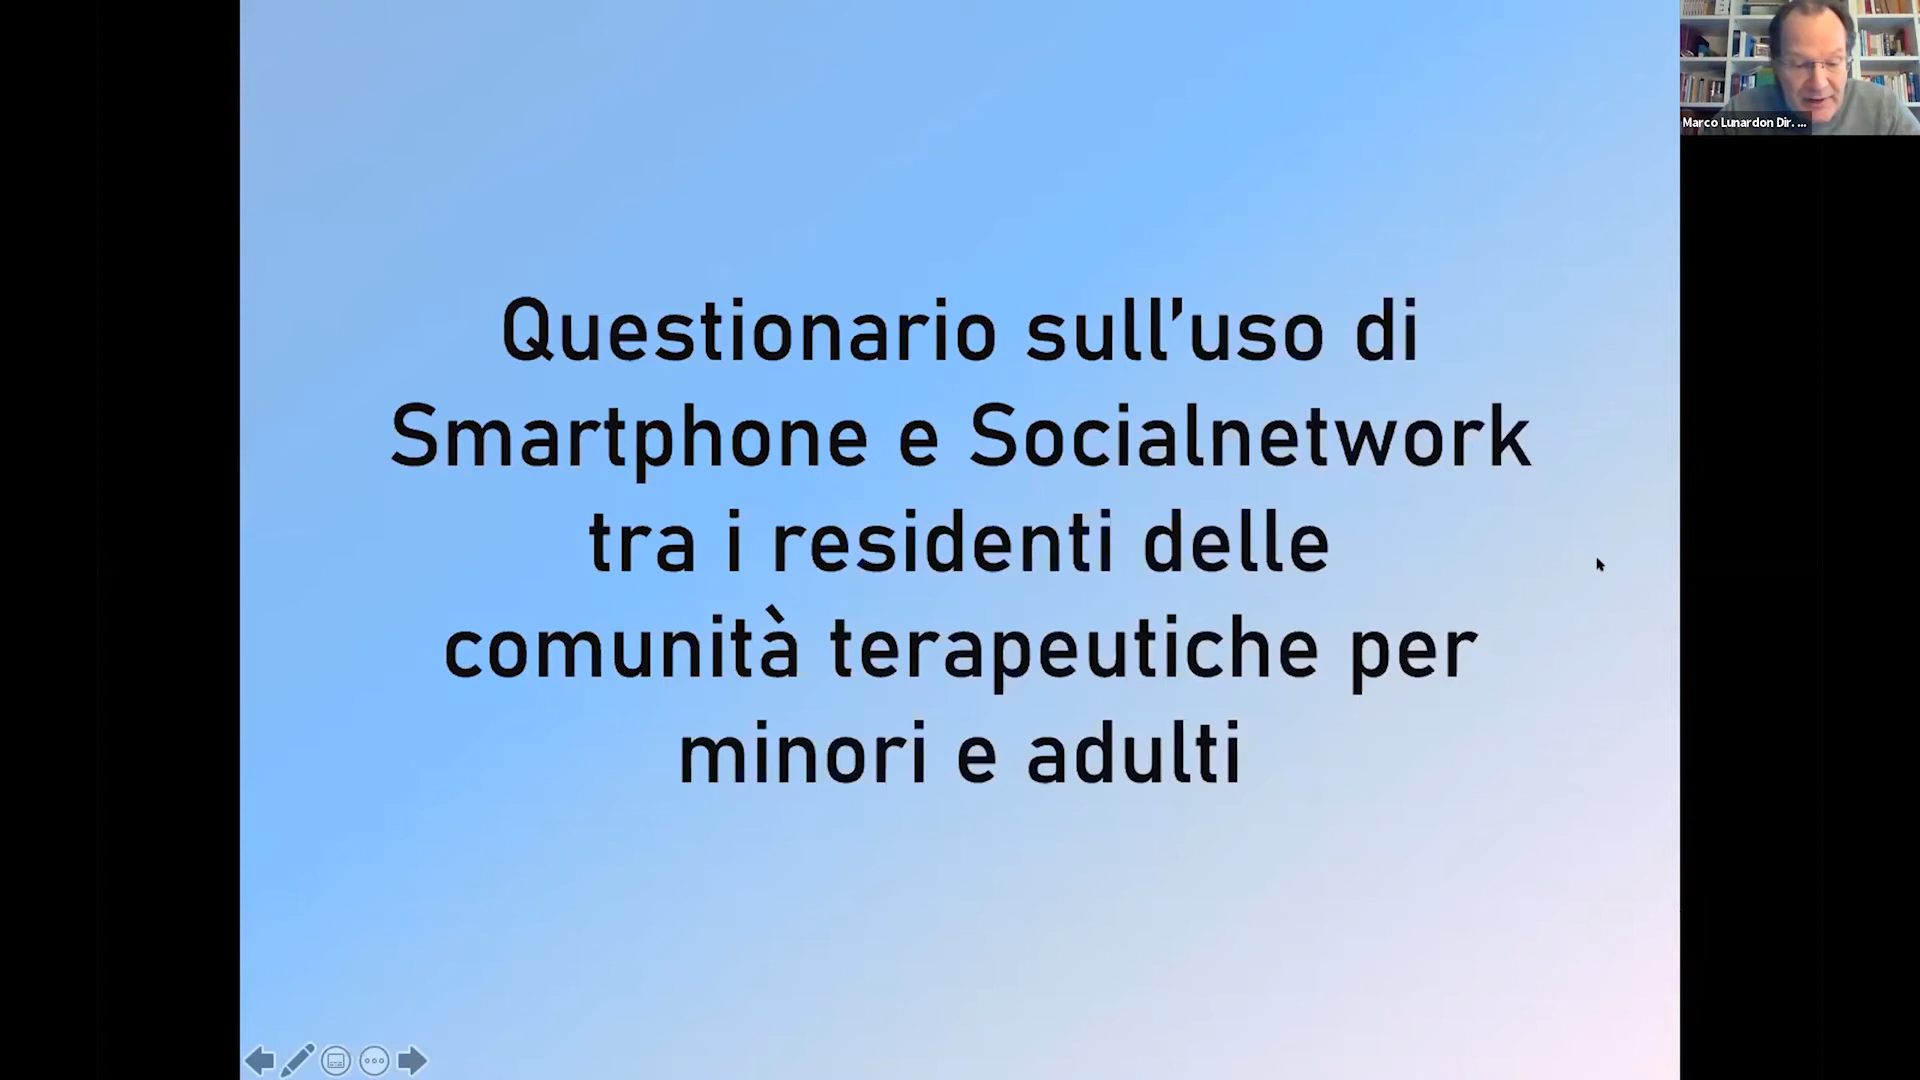 Marco Lunardon Dir. ...
Questionario sull’uso di
Smartphone e Socialnetwork
tra i residenti delle
comunità terapeutiche per
minori e adulti